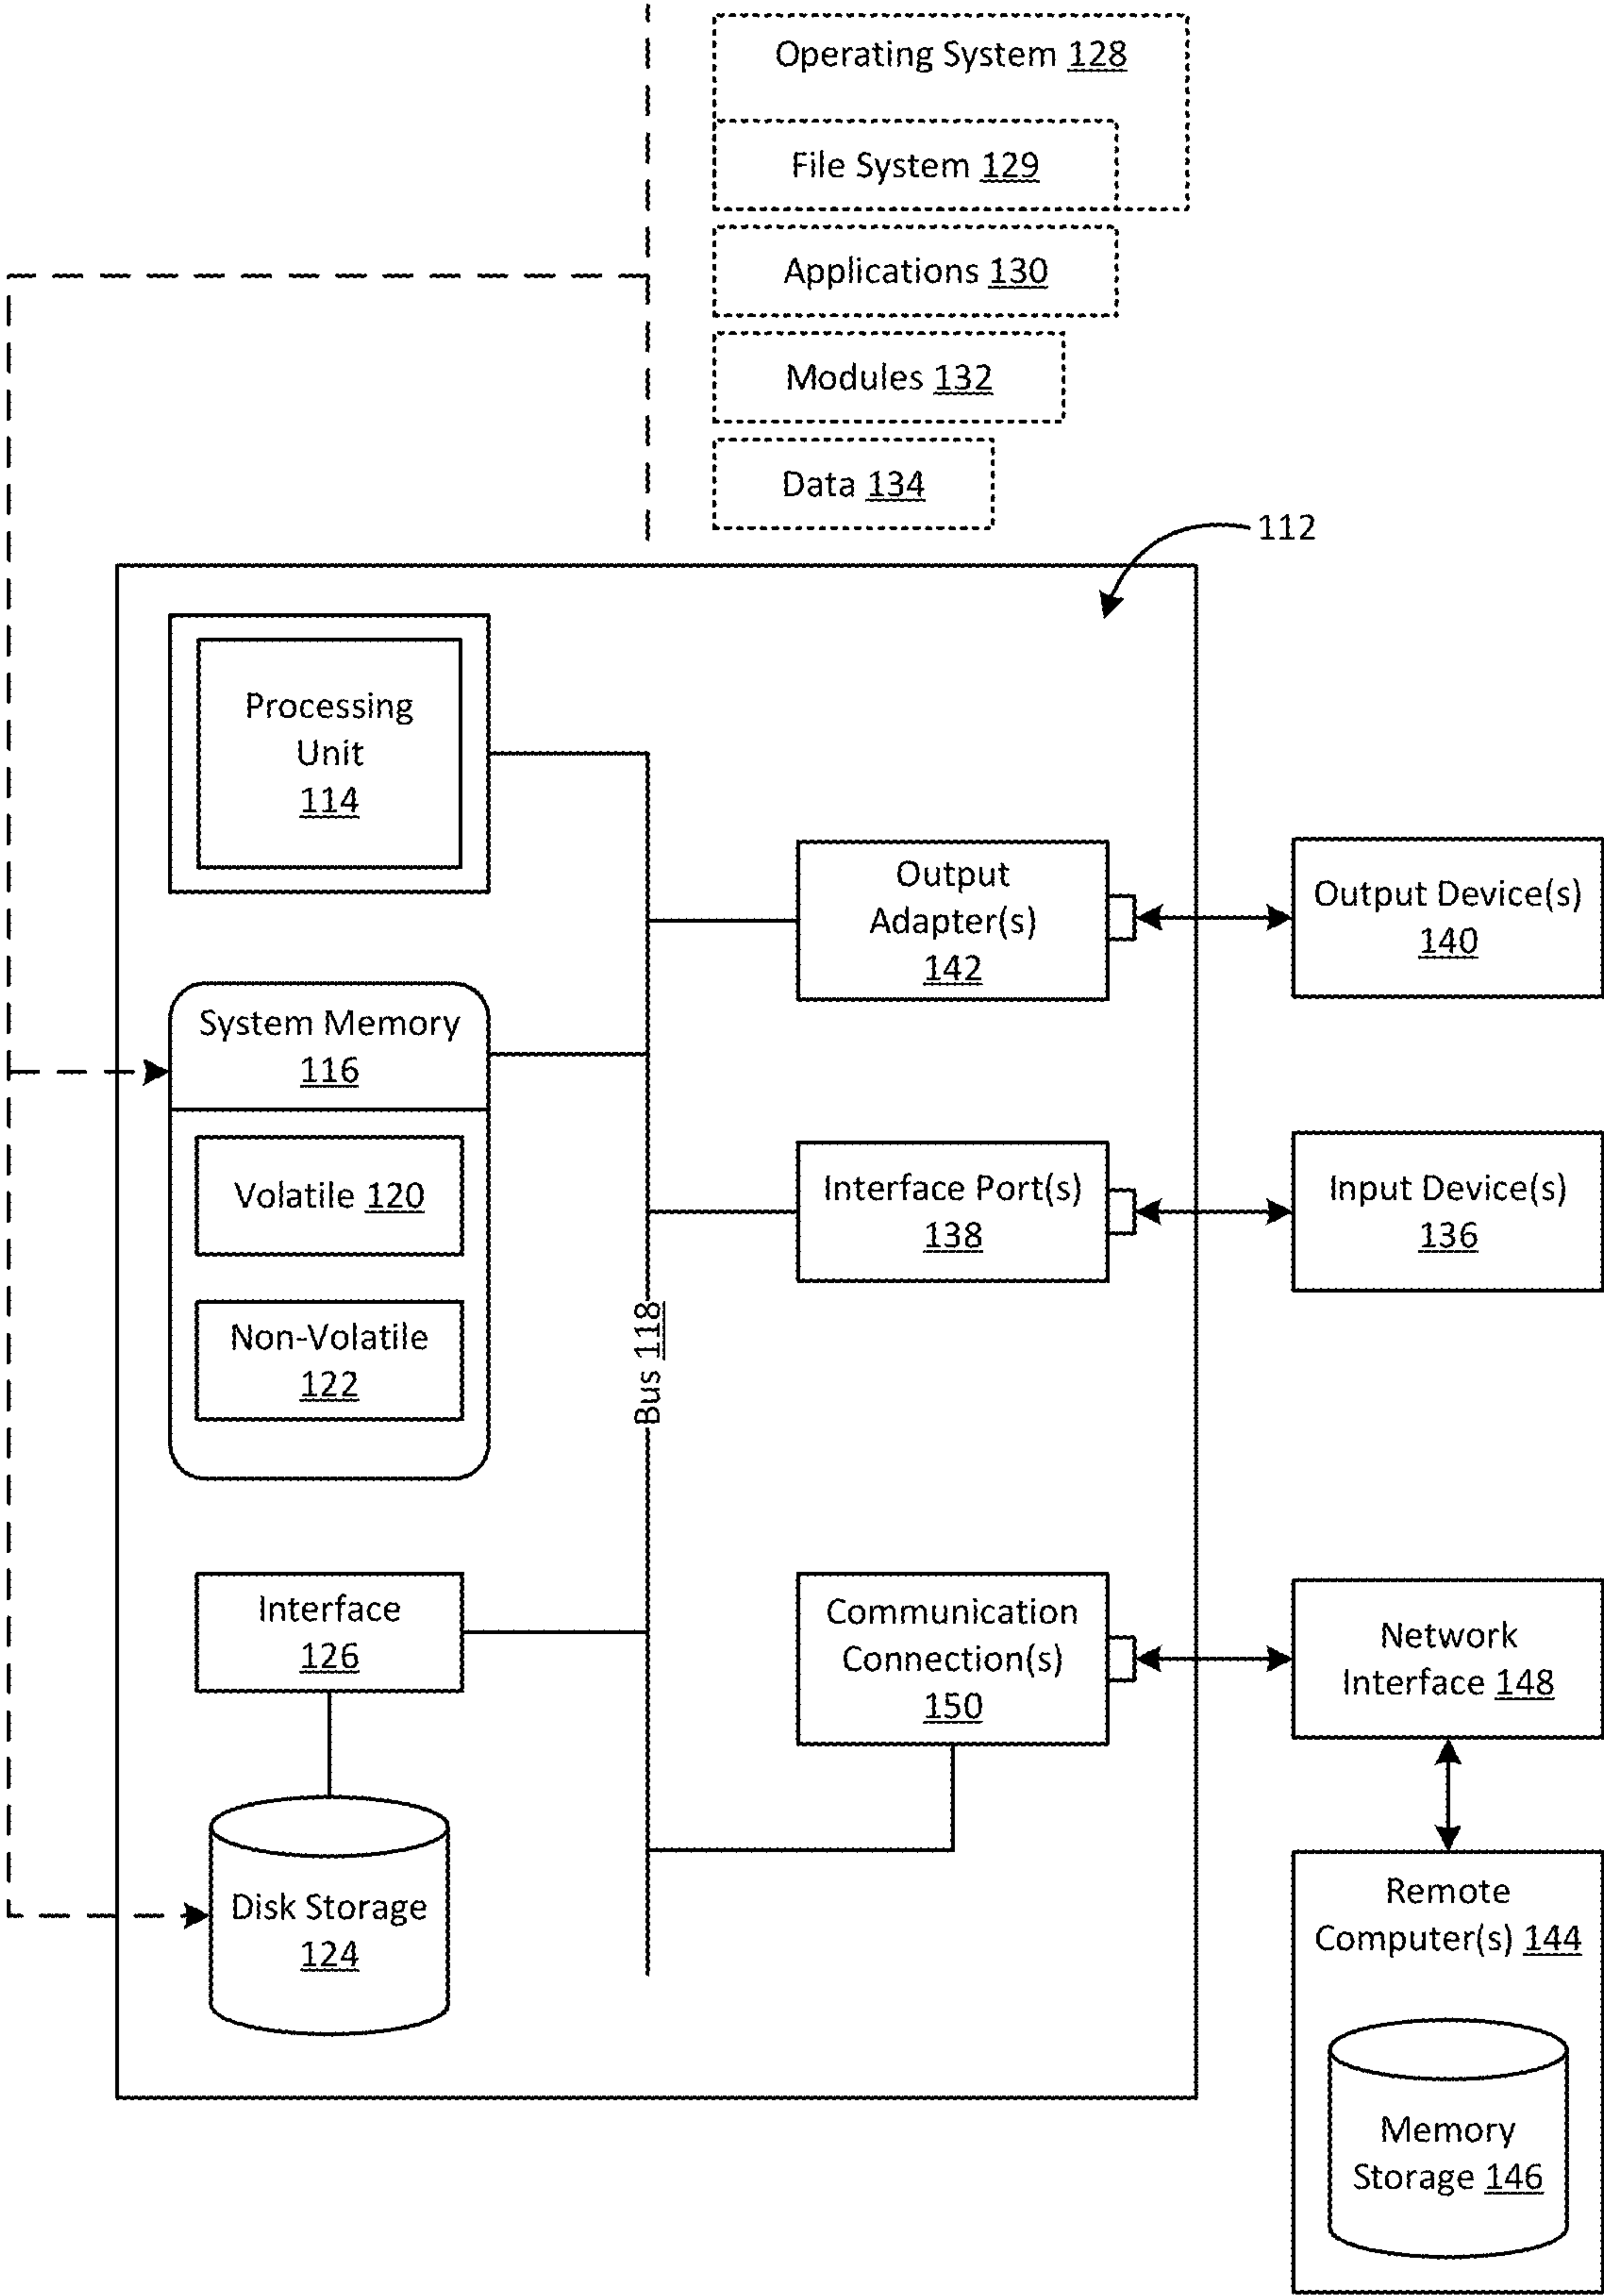 Operating System 128
File System 129
Applications 130
Modules 132
Data 134
112
Processing
Unit
114
Output
Adapter(s)
142
Output Device(s)
140
System Memory
116
Volatile 120
Non-Volatile
122
Interface Port(s)
138
Input Device(s)
136
Bus 118
Interface
126
Communication
Connection(s)
150
Network
Interface 148
Disk Storage
124
Remote
Computer(s) 144
Memory
Storage 146